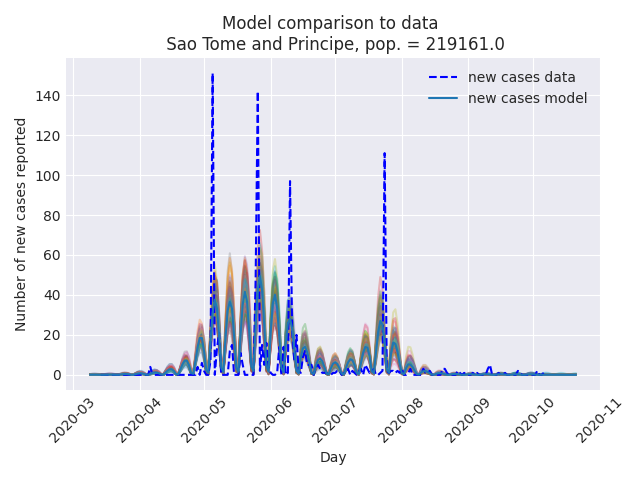 Model comparison to data
Sao Tome and Principe, pop. = 219161.0
new cases data
new cases model
Number of new cases reported
140
120
100
80
60
40
20
0
2020-03
2020-04
2020-05
2020-06
2020-07
2020-08
2020-09
2020-10
2020-11
Day